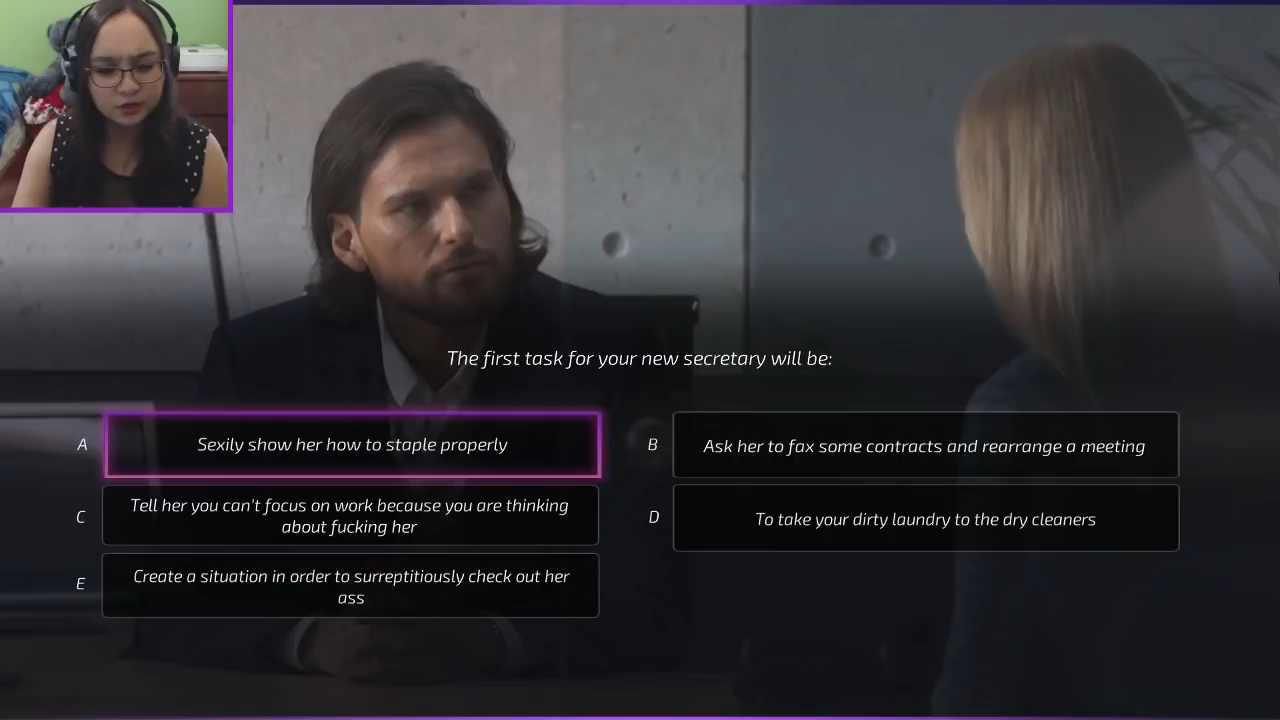 The first task for your new secretary will be:
A
Sexily show her how to staple properly
B
Ask her to fax some contracts and rearrange a meeting
C
Tell her you can't focus on work because you are thinking
about fucking her
D
To take your dirty laundry to the dry cleaners
E
Create a situation in order to surreptitiously check out her
ass